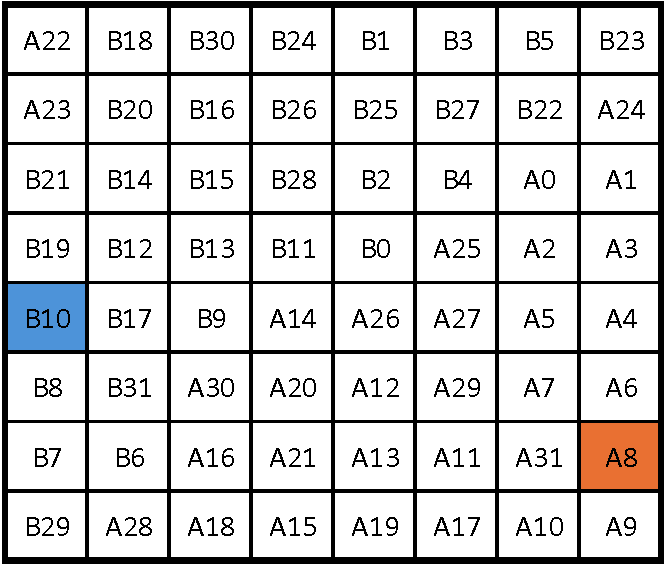 A22 B18 B30 B24 B1 B3 B5 B23
A23 B20 B16 B26 B25 B27 B22 A24
B21 B14 B15 B28 B2 B4 A0 A1
B19 B12 B13 B11 B0 A25 A2 A3
B10 B17 B9 A14 A26 A27 A5 A4
B8 B31 A30 A20 A12 A29 A7 A6
B7 B6 A16 A21 A13 A11 A31 A8
B29 A28 A18 A15 A19 A17 A10 A9